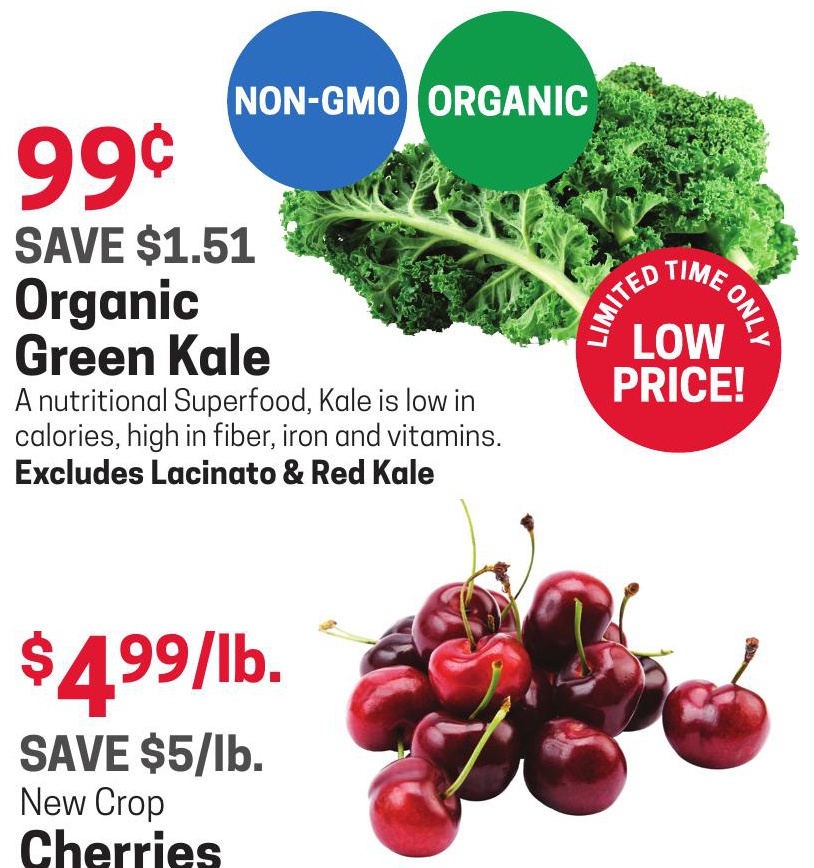 NON-GMO
ORGANIC
99¢
SAVE $1.51
Organic
Green Kale
A nutritional Superfood, Kale is low in
calories, high in fiber, iron and vitamins.
Excludes Lacinato & Red Kale
LIMITED TIME ONLY
LOW
PRICE!
$4.99/lb.
SAVE $5/lb.
New Crop
Cherries